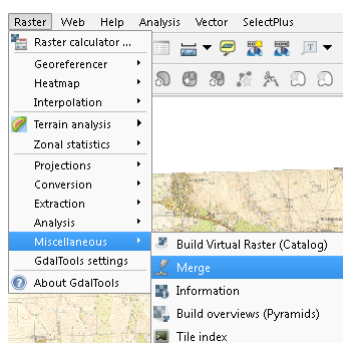 Raster Web Help Analysis Vector SelectPlus
Raster calculator ...
Georeferencer
Heatmap
Interpolation
Terrain analysis
Zonal statistics
Projections
Conversion
Extraction
Analysis
Miscellaneous
GdalTools settings
About GdalTools
Build Virtual Raster (Catalog)
Merge
Information
Build overviews (Pyramids)
Tile index